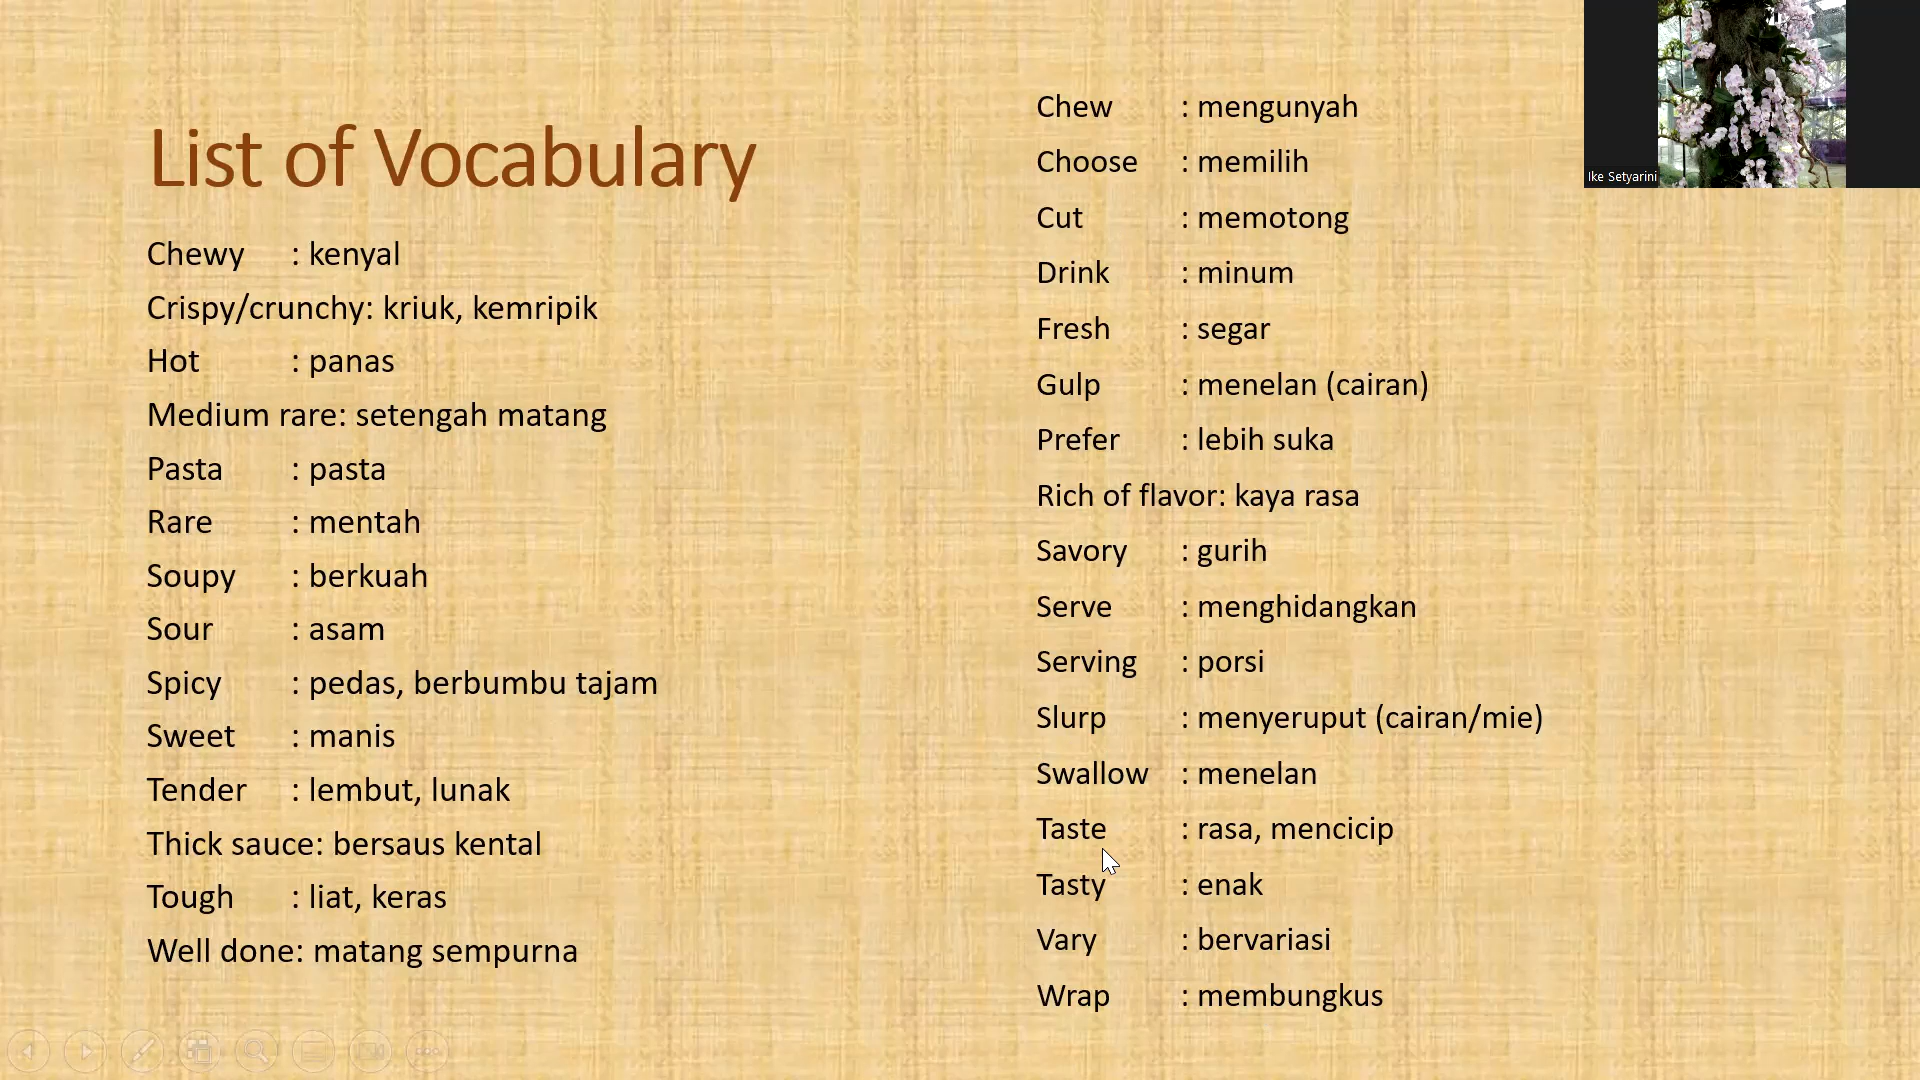 List of Vocabulary
Chewy : kenyal
Crispy/crunchy: kriuk, kemripik
Hot : panas
Medium rare: setengah matang
Pasta : pasta
Rare : mentah
Soupy : berkuah
Sour : asam
Spicy : pedas, berbumbu tajam
Sweet : manis
Tender : lembut, lunak
Thick sauce: bersaus kental
Tough : liat, keras
Well done: matang sempurna
Chew : mengunyah
Choose : memilih
Cut : memotong
Drink : minum
Fresh : segar
Gulp : menelan (cairan)
Prefer : lebih suka
Rich of flavor: kaya rasa
Savory : gurih
Serve : menghidangkan
Serving : porsi
Slurp : menyeruput (cairan/mie)
Swallow : menelan
Taste : rasa, mencicip
Tasty : enak
Vary : bervariasi
Wrap : membungkus
Ike Setyarini